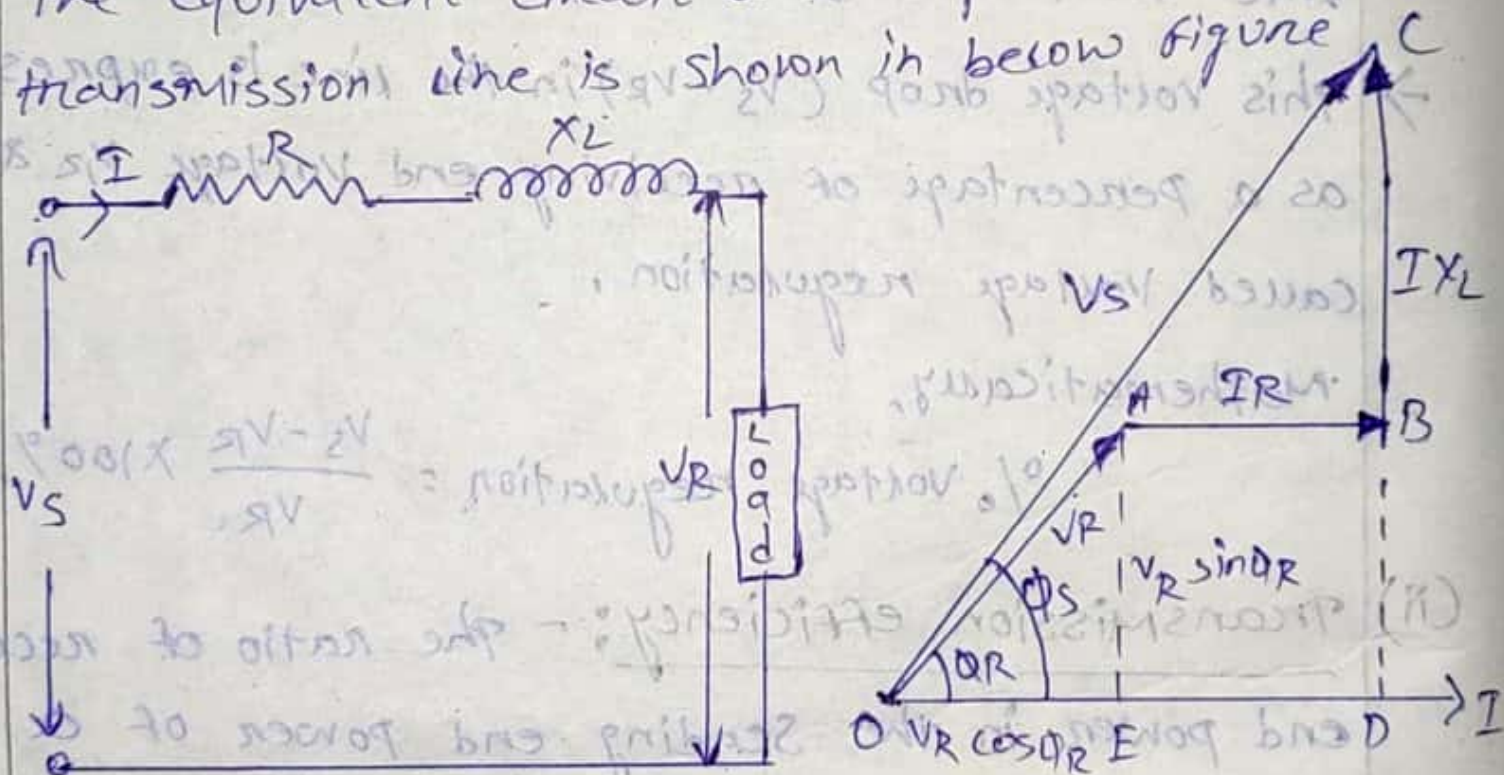 transmission line is shown in below figure
I
R
XL
VS
VR
Load
C
VS
IXL
A
IR
B
VR
VR sinφR
φS
φR
O
VR cosφR
E
D
I